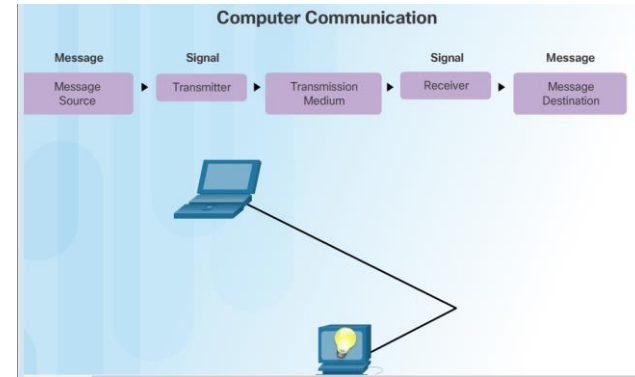 Computer Communication
Message
Signal
Signal
Message
Message
Source
Transmitter
Transmission
Medium
Receiver
Message
Destination